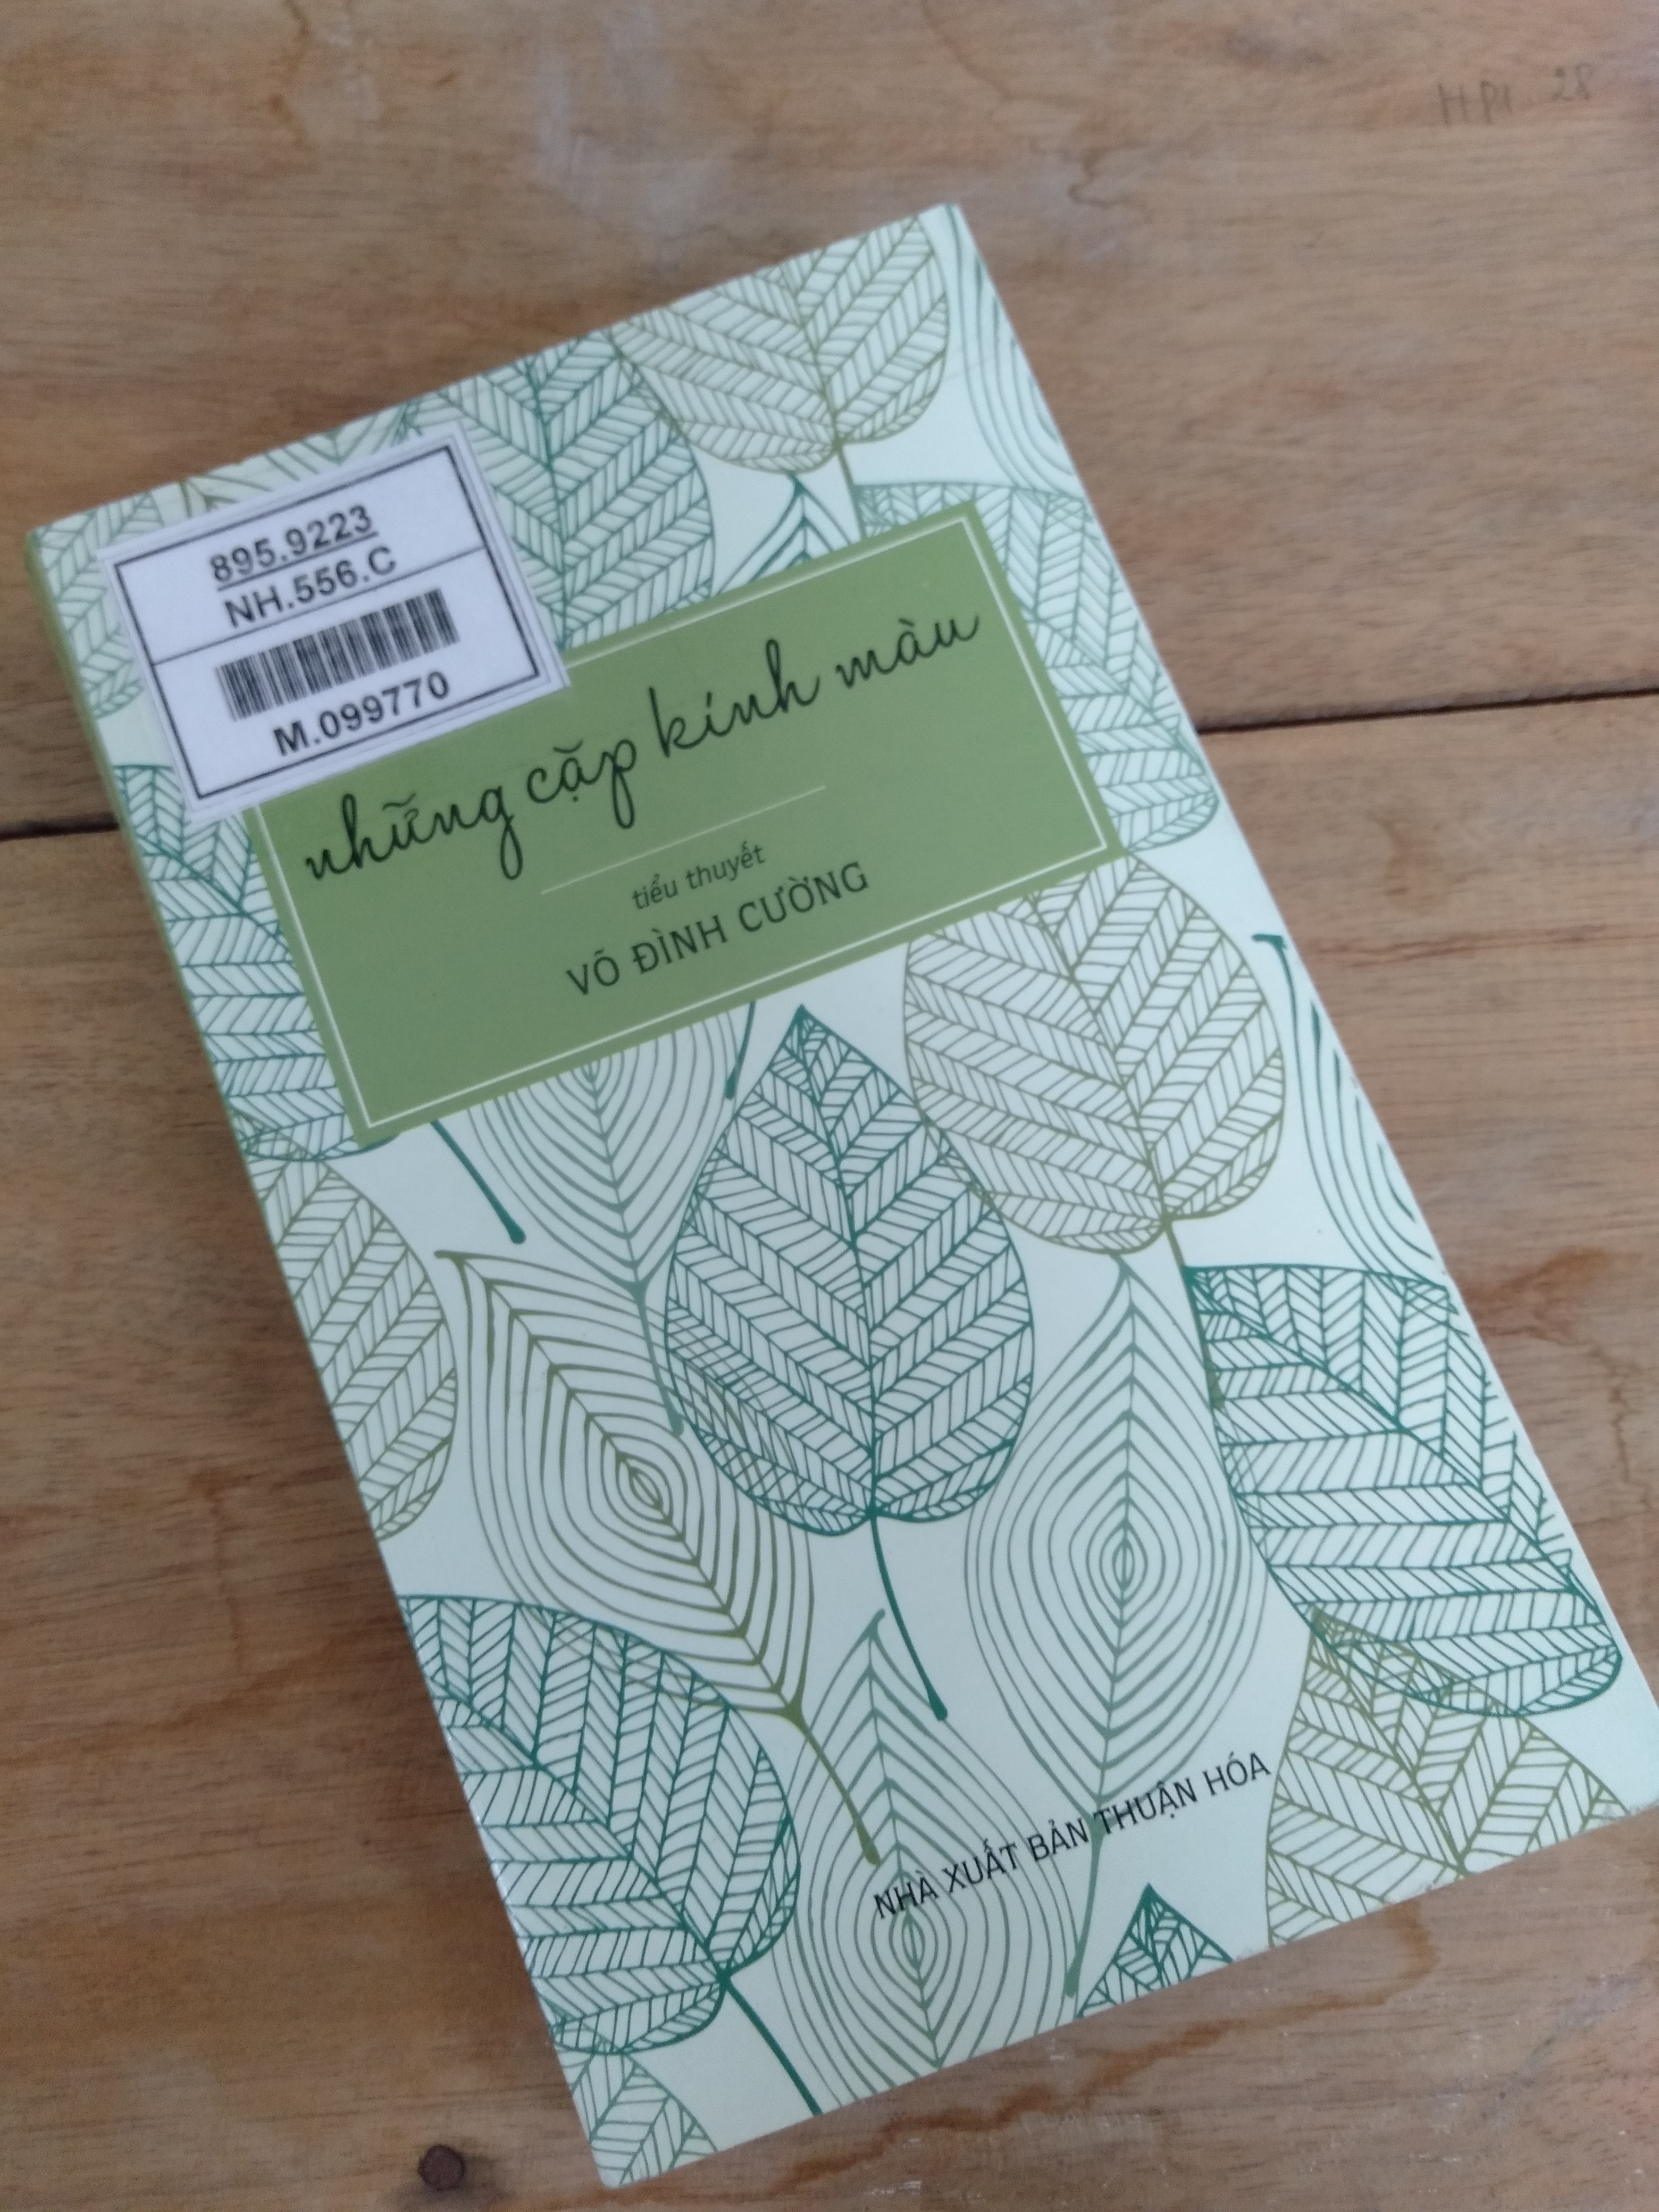 895.9223
NH.556.C
M.099770
những cặp kính màu
tiểu thuyết
VÕ ĐÌNH CƯỜNG
NHÀ XUẤT BẢN THUẬN HÓA